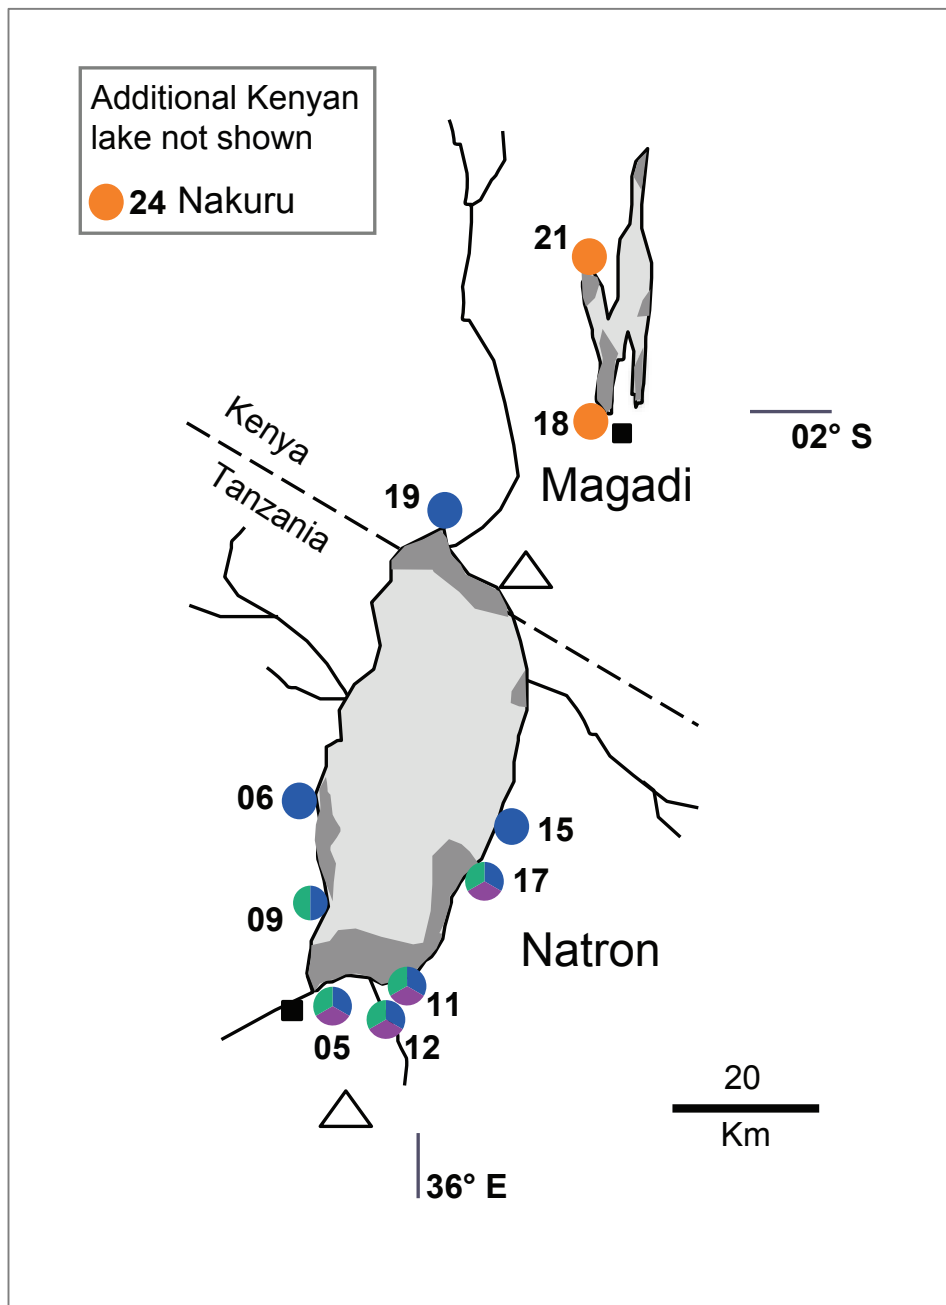 Additional Kenyan
lake not shown
24 Nakuru
21
18
02° S
Magadi
Kenya
Tanzania
19
06
15
17
09
Natron
11
05
12
20
Km
36° E